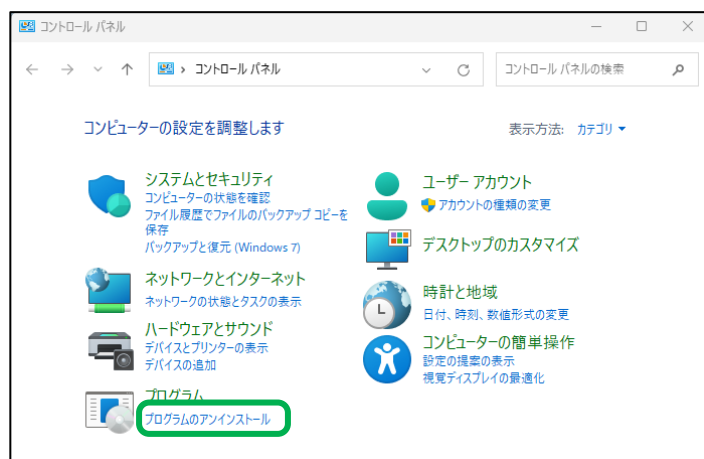 コントロール パネル
コントロール パネル
コントロール パネルの検索
コンピューターの設定を調整します
表示方法: カテゴリ
システムとセキュリティ
コンピューターの状態を確認
ファイル履歴でファイルのバックアップ コピーを
保存
バックアップと復元 (Windows 7)
ネットワークとインターネット
ネットワークの状態とタスクの表示
ハードウェアとサウンド
デバイスとプリンターの表示
デバイスの追加
プログラム
プログラムのアンインストール
ユーザー アカウント
アカウントの種類の変更
デスクトップのカスタマイズ
時計と地域
日付、時刻、数値形式の変更
コンピューターの簡単操作
設定の提案の表示
視覚ディスプレイの最適化